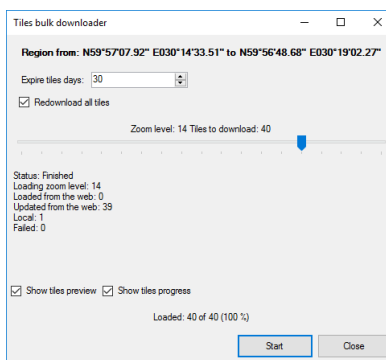 Tiles bulk downloader
Region from: N59°57'07.92" E030°14'33.51" to N59°56'48.68" E030°19'02.27"
Expire tiles days: 30
Redownload all tiles
Zoom level: 14 Tiles to download: 40
Status: Finished
Loading zoom level: 14
Loaded from the web: 0
Updated from the web: 39
Local: 1
Failed: 0
Show tiles preview Show tiles progress
Loaded: 40 of 40 (100 %)
Start Close